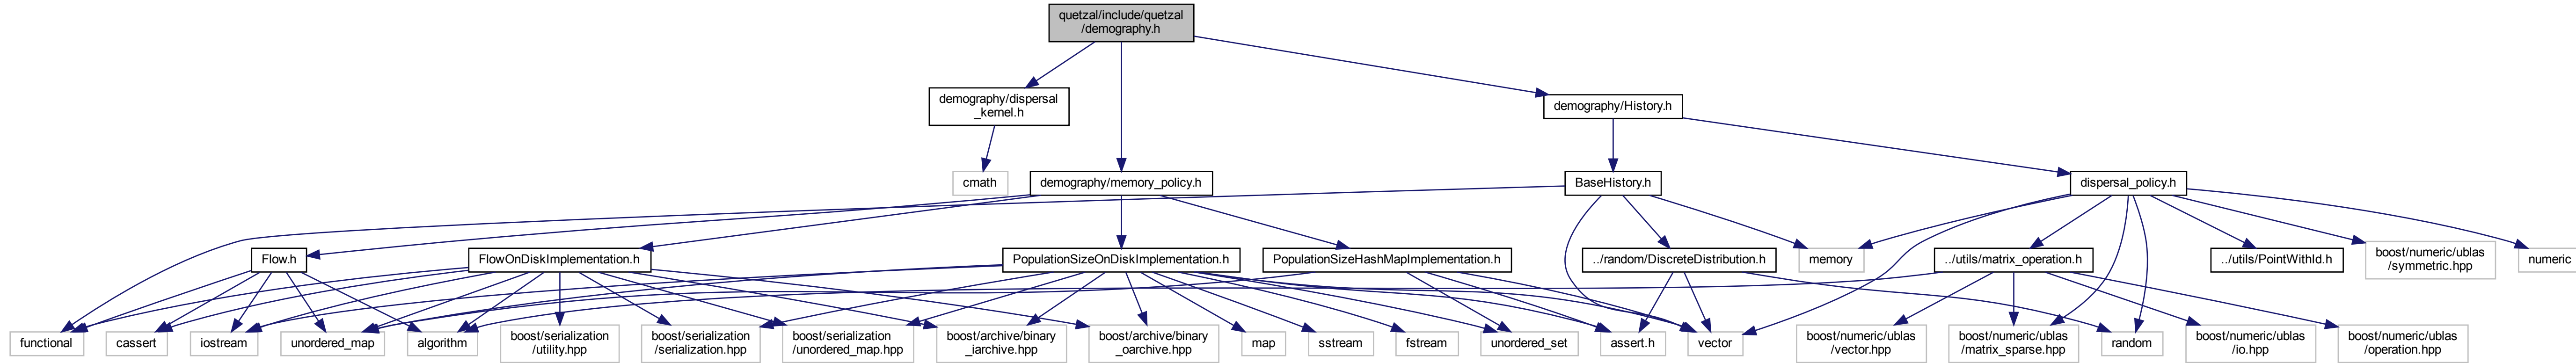 quetzal/include/quetzal
/demography.h
demography/dispersal
_kernel.h
demography/History.h
cmath
demography/memory_policy.h
BaseHistory.h
dispersal_policy.h
Flow.h
FlowOnDiskImplementation.h
PopulationSizeOnDiskImplementation.h
PopulationSizeHashMapImplementation.h
../random/DiscreteDistribution.h
memory
../utils/matrix_operation.h
../utils/PointWithId.h
boost/numeric/ublas
/symmetric.hpp
numeric
functional
cassert
iostream
unordered_map
algorithm
boost/serialization
/utility.hpp
boost/serialization
/serialization.hpp
boost/serialization
/unordered_map.hpp
boost/archive/binary
_iarchive.hpp
boost/archive/binary
_oarchive.hpp
map
sstream
fstream
unordered_set
assert.h
vector
boost/numeric/ublas
/vector.hpp
boost/numeric/ublas
/matrix_sparse.hpp
random
boost/numeric/ublas
/io.hpp
boost/numeric/ublas
/operation.hpp